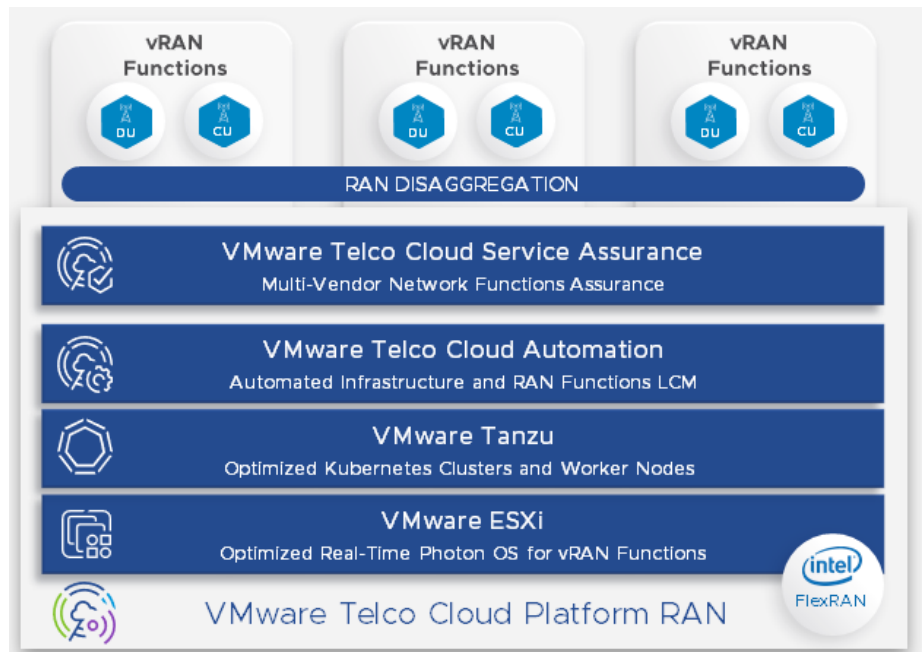 vRAN
Functions
DU
CU
vRAN
Functions
DU
CU
vRAN
Functions
DU
CU
RAN DISAGGREGATION
VMware Telco Cloud Service Assurance
Multi-Vendor Network Functions Assurance
VMware Telco Cloud Automation
Automated Infrastructure and RAN Functions LCM
VMware Tanzu
Optimized Kubernetes Clusters and Worker Nodes
VMware ESXi
Optimized Real-Time Photon OS for vRAN Functions
intel
FlexRAN
VMware Telco Cloud Platform RAN